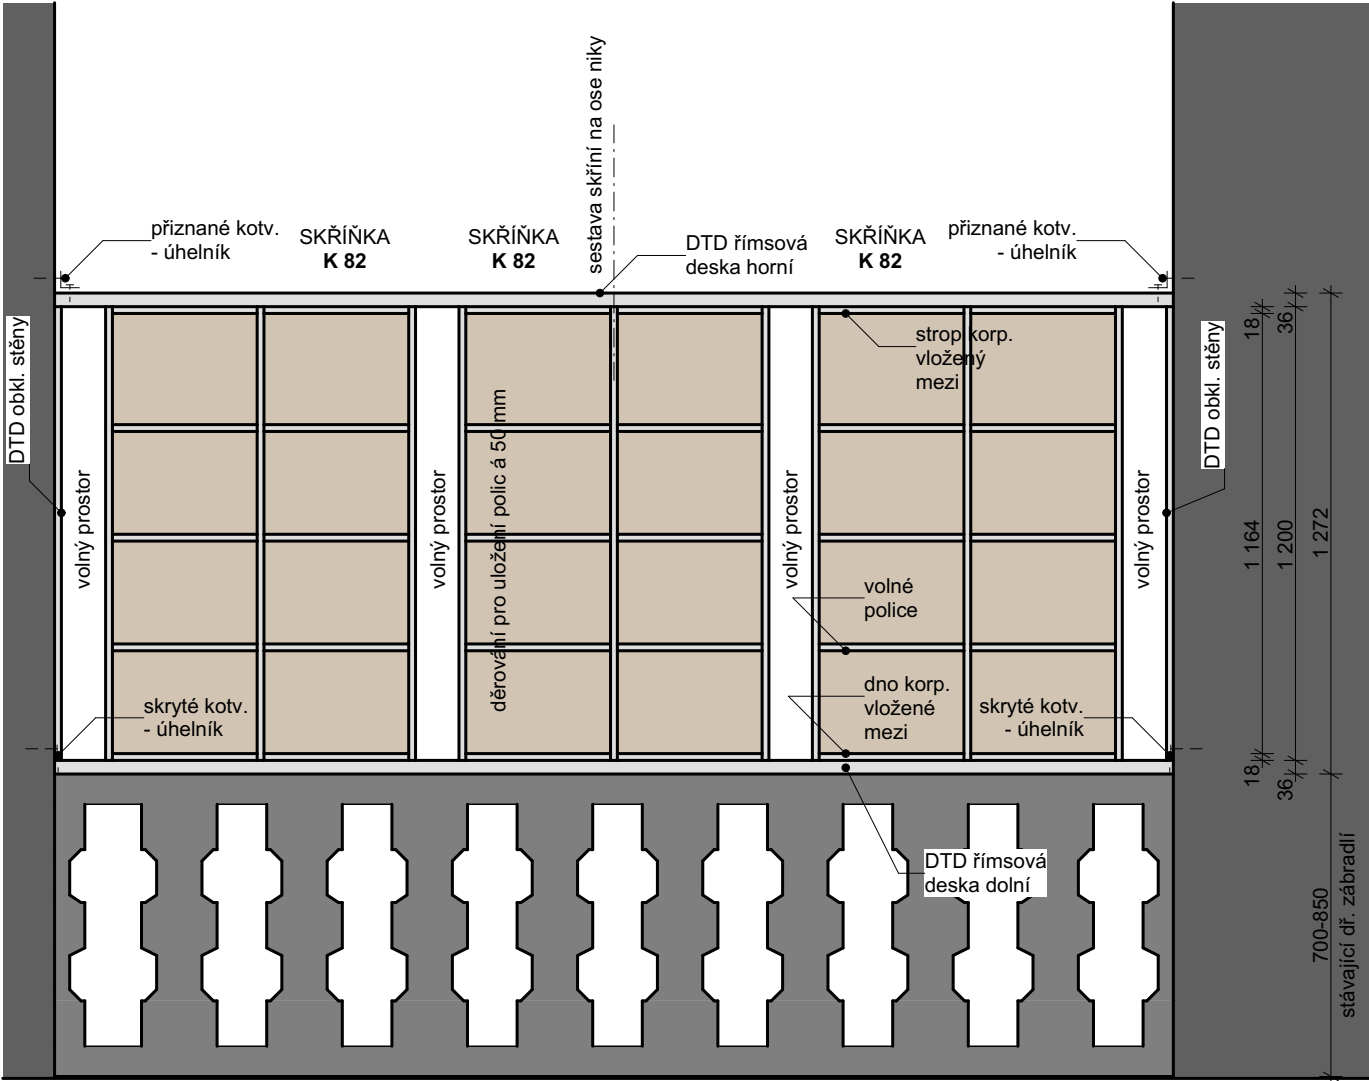 sestava skříní na ose niky
přiznané kotv.
- úhelník
SKŘÍŇKA
K 82
SKŘÍŇKA
K 82
DTD římsová
deska horní
SKŘÍŇKA
K 82
přiznané kotv.
- úhelník
DTD obkl. stěny
volný prostor
volný prostor
děrování pro uložení polic á 50 mm
volný prostor
strop korp.
vložený
mezi
volné
police
dno korp.
vložené
mezi
volný prostor
DTD obkl. stěny
skryté kotv.
- úhelník
skryté kotv.
- úhelník
DTD římsová
deska dolní
18
36
1 164
1 200
1 272
18
36
700-850
stávající dř. zábradlí